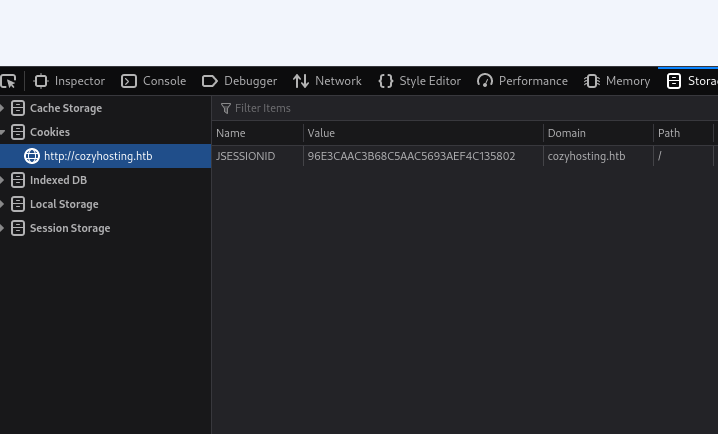 Inspector Console Debugger Network Style Editor Performance Memory Stora
Cache Storage
Filter Items
Cookies
Name Value Domain Path
http://cozyhosting.htb
JSESSIONID 96E3CAAC3B68C5AAC5693AEF4C135802 cozyhosting.htb /
Indexed DB
Local Storage
Session Storage